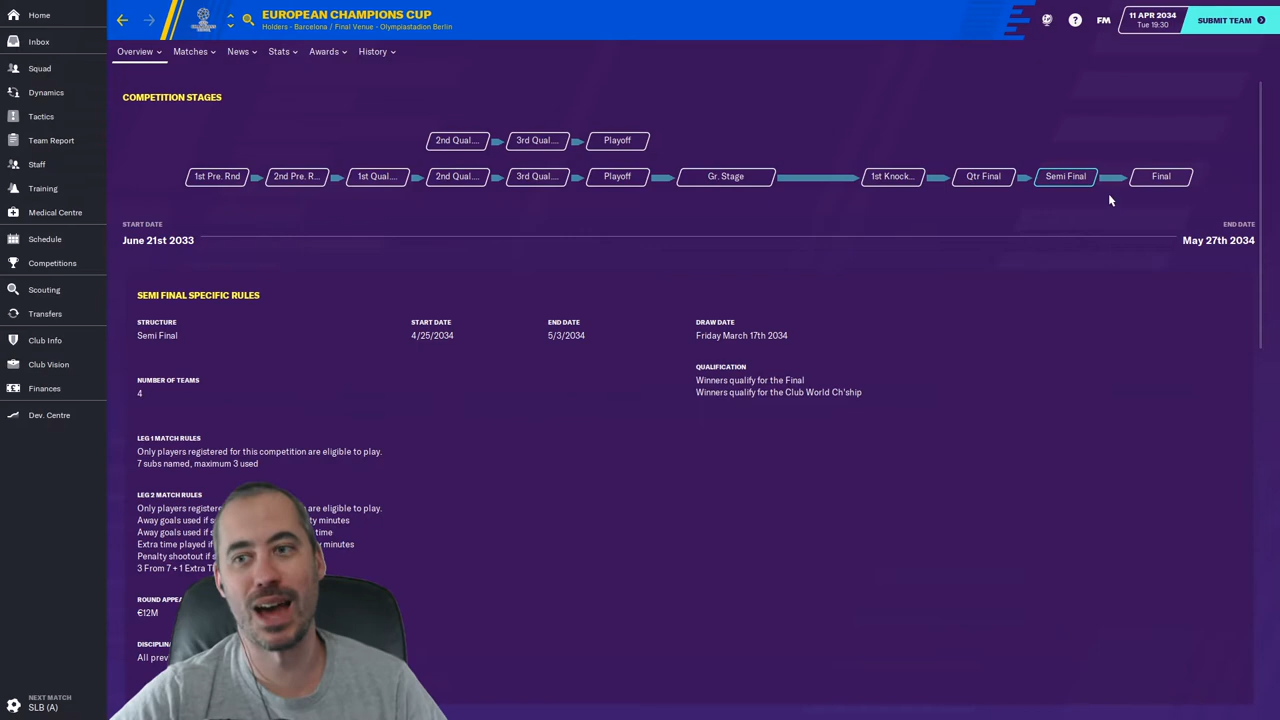 Home
Inbox
Squad
Dynamics
Tactics
Team Report
Staff
Training
Medical Centre
Schedule
Competitions
Scouting
Transfers
Club Info
Club Vision
Finances
Dev. Centre
NEXT MATCH
SLB (A)
EUROPEAN CHAMPIONS CUP
Holders - Barcelona / Final Venue - Olympiastadion Berlin
FM
11 APR 2034
Tue 19:30
SUBMIT TEAM
Overview
Matches
News
Stats
Awards
History
COMPETITION STAGES
2nd Qual....
3rd Qual....
Playoff
1st Pre. Rnd
2nd Pre. R...
1st Qual....
2nd Qual....
3rd Qual....
Playoff
Gr. Stage
1st Knock...
Qtr Final
Semi Final
Final
START DATE
June 21st 2033
END DATE
May 27th 2034
SEMI FINAL SPECIFIC RULES
STRUCTURE
Semi Final
START DATE
4/25/2034
END DATE
5/3/2034
DRAW DATE
Friday March 17th 2034
NUMBER OF TEAMS
4
QUALIFICATION
Winners qualify for the Final
Winners qualify for the Club World Ch'ship
LEG 1 MATCH RULES
Only players registered for this competition are eligible to play.
7 subs named, maximum 3 used
LEG 2 MATCH RULES
Only players registere are eligible to play.
Away goals used if s ty minutes
Away goals used if s time
Extra time played if y minutes
Penalty shootout if s
3 From 7 + 1 Extra Ti
ROUND APPEA
€12M
DISCIPLIN
All prev